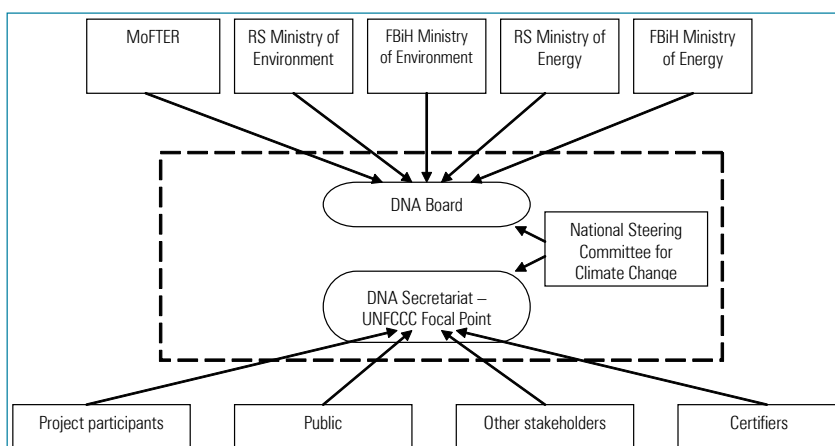 MoFTER
RS Ministry of
Environment
FBiH Ministry
of Environment
RS Ministry of
Energy
FBiH Ministry
of Energy
DNA Board
National Steering
Committee for
Climate Change
DNA Secretariat –
UNFCCC Focal Point
Project participants
Public
Other stakeholders
Certifiers